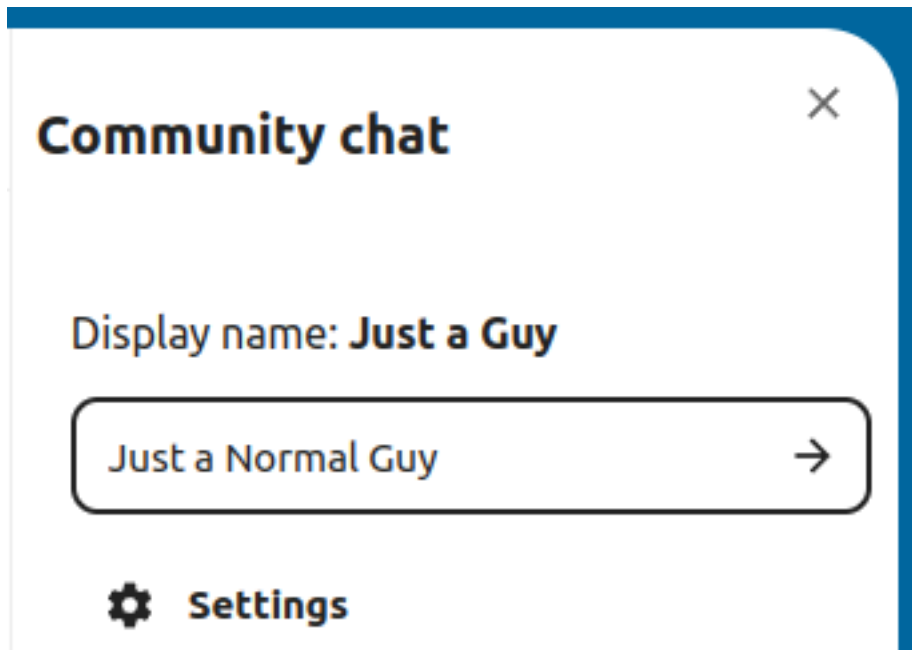 Community chat
Display name: Just a Guy
Just a Normal Guy
Settings